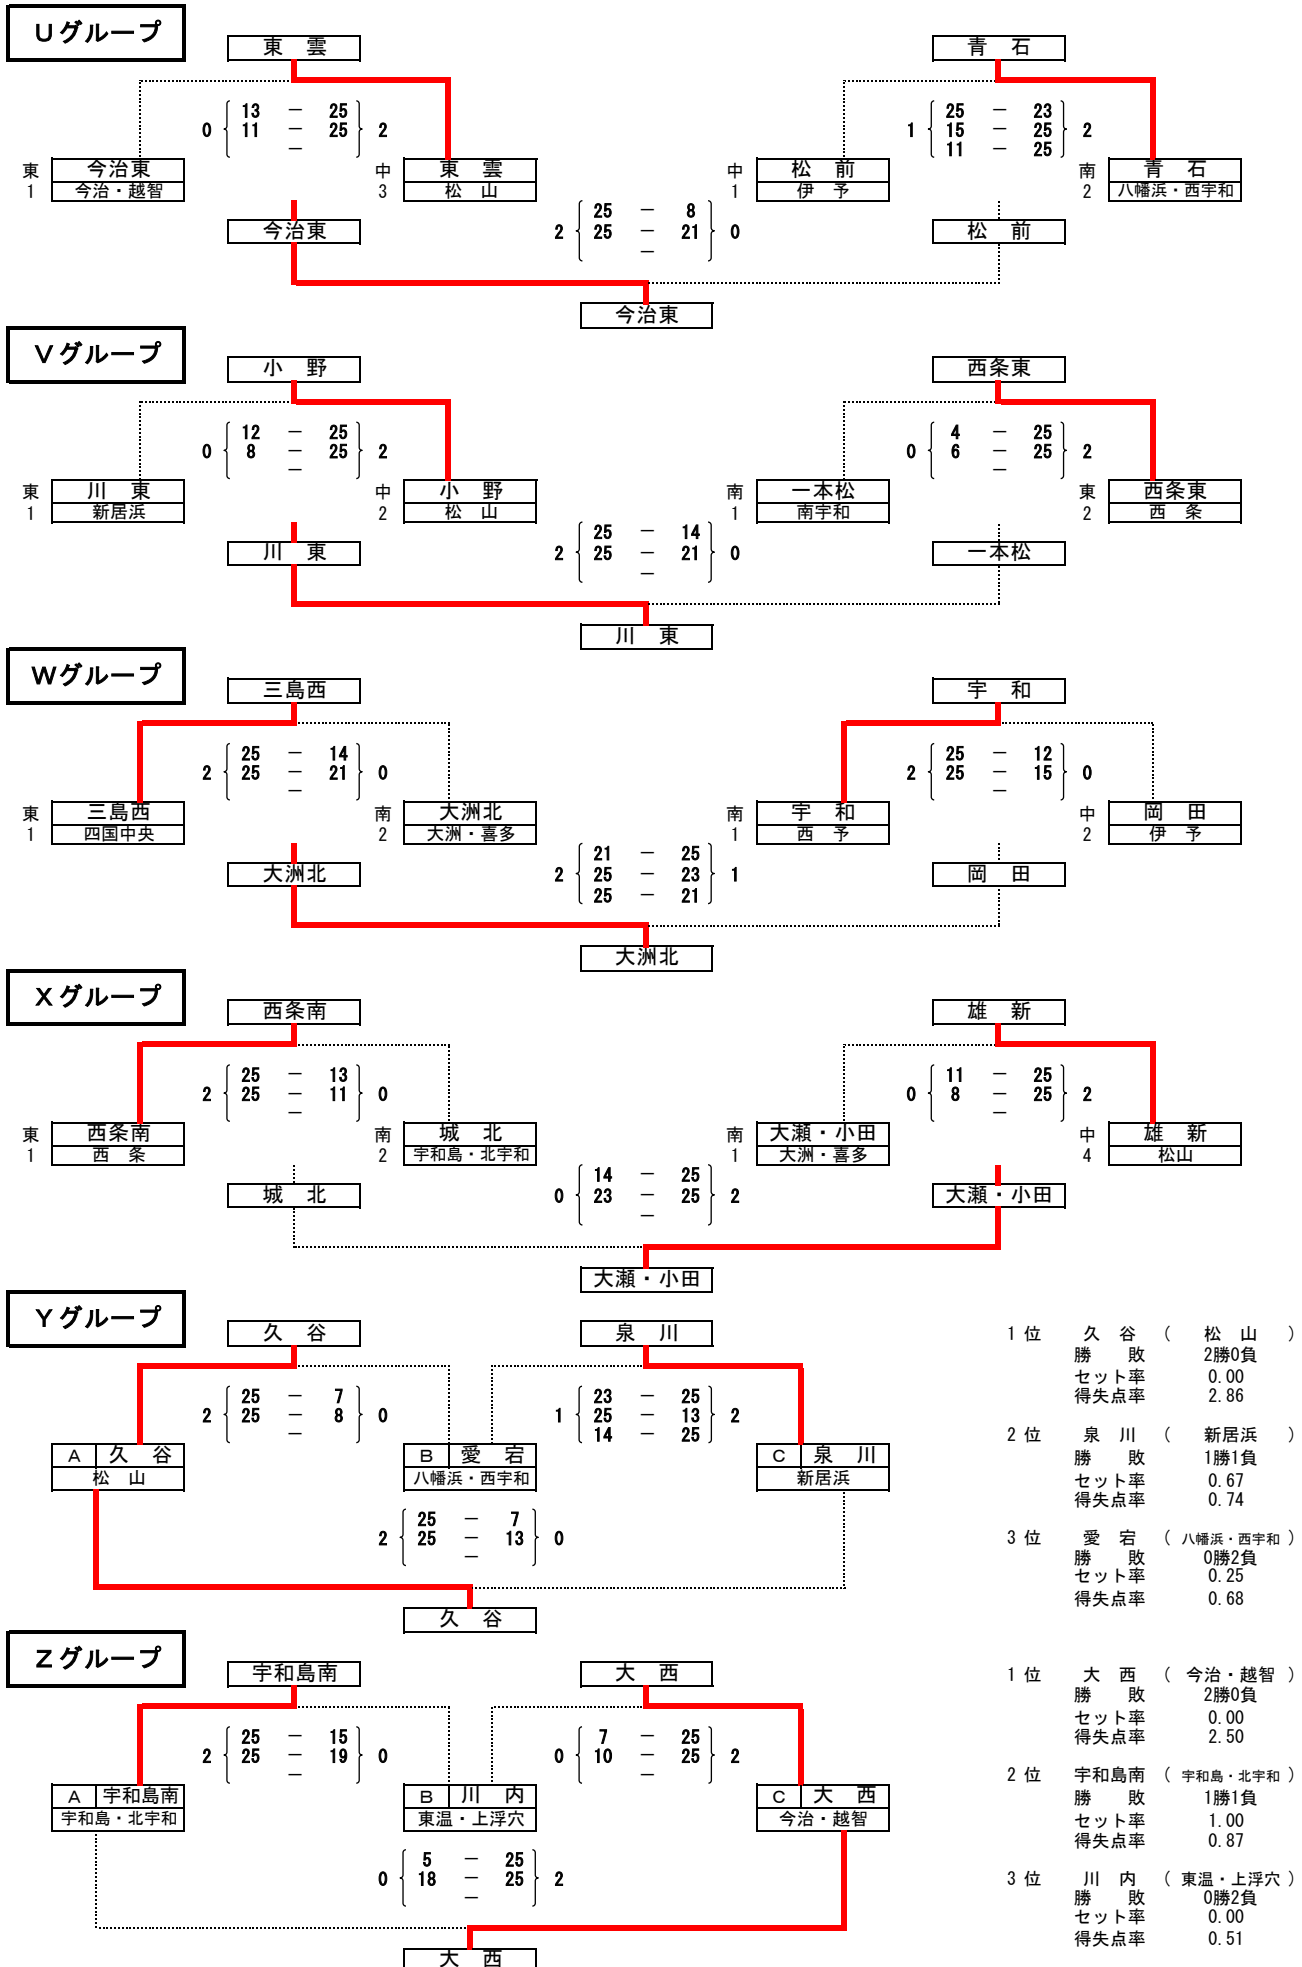 Uグループ
東　雲
青　石
13 － 25
0 11 － 25 2
－
25 － 23
1 15 － 25 2
11 － 25
東 今治東 中 東　雲 中 松　前 南 青　石
1 今治・越智 3 松　山 1 伊　予 2 八幡浜・西宇和
25 － 8
2 25 － 21 0
－
今治東
松　前
今治東
Vグループ
小　野
西条東
12 － 25
0 8 － 25 2
－
4 － 25
0 6 － 25 2
－
東 川　東 中 小　野 南 一本松 東 西条東
1 新居浜 2 松　山 1 南宇和 2 西　条
25 － 14
2 25 － 21 0
－
川　東
一本松
川　東
Wグループ
三島西
宇　和
25 － 14
2 25 － 21 0
－
25 － 12
2 25 － 15 0
－
東 三島西 南 大洲北 南 宇　和 中 岡　田
1 四国中央 2 大洲・喜多 1 西　予 2 伊　予
21 － 25
2 25 － 23 1
25 － 21
大洲北
岡　田
大洲北
Xグループ
西条南
雄　新
25 － 13
2 25 － 11 0
－
11 － 25
0 8 － 25 2
－
東 西条南 南 城　北 南 大瀬・小田 中 雄　新
1 西　条 2 宇和島・北宇和 1 大洲・喜多 4 松山
14 － 25
0 23 － 25 2
－
城　北
大瀬・小田
大瀬・小田
Yグループ
久　谷
泉　川
25 － 7
2 25 － 8 0
－
23 － 25
1 25 － 13 2
14 － 25
A 久　谷 B 愛　宕 C 泉　川
松　山 八幡浜・西宇和 新居浜
25 － 7
2 25 － 13 0
－
久　谷
1 位 久　谷 （ 松　山 ）
勝　敗 2勝0負
セット率 0.00
得失点率 2.86
2 位 泉　川 （ 新居浜 ）
勝　敗 1勝1負
セット率 0.67
得失点率 0.74
3 位 愛　宕 （ 八幡浜・西宇和 ）
勝　敗 0勝2負
セット率 0.25
得失点率 0.68
Zグループ
宇和島南
大　西
25 － 15
2 25 － 19 0
－
7 － 25
0 10 － 25 2
－
A 宇和島南 B 川　内 C 大　西
宇和島・北宇和 東温・上浮穴 今治・越智
5 － 25
0 18 － 25 2
－
大　西
1 位 大　西 （ 今治・越智 ）
勝　敗 2勝0負
セット率 0.00
得失点率 2.50
2 位 宇和島南 （ 宇和島・北宇和 ）
勝　敗 1勝1負
セット率 1.00
得失点率 0.87
3 位 川　内 （ 東温・上浮穴 ）
勝　敗 0勝2負
セット率 0.00
得失点率 0.51